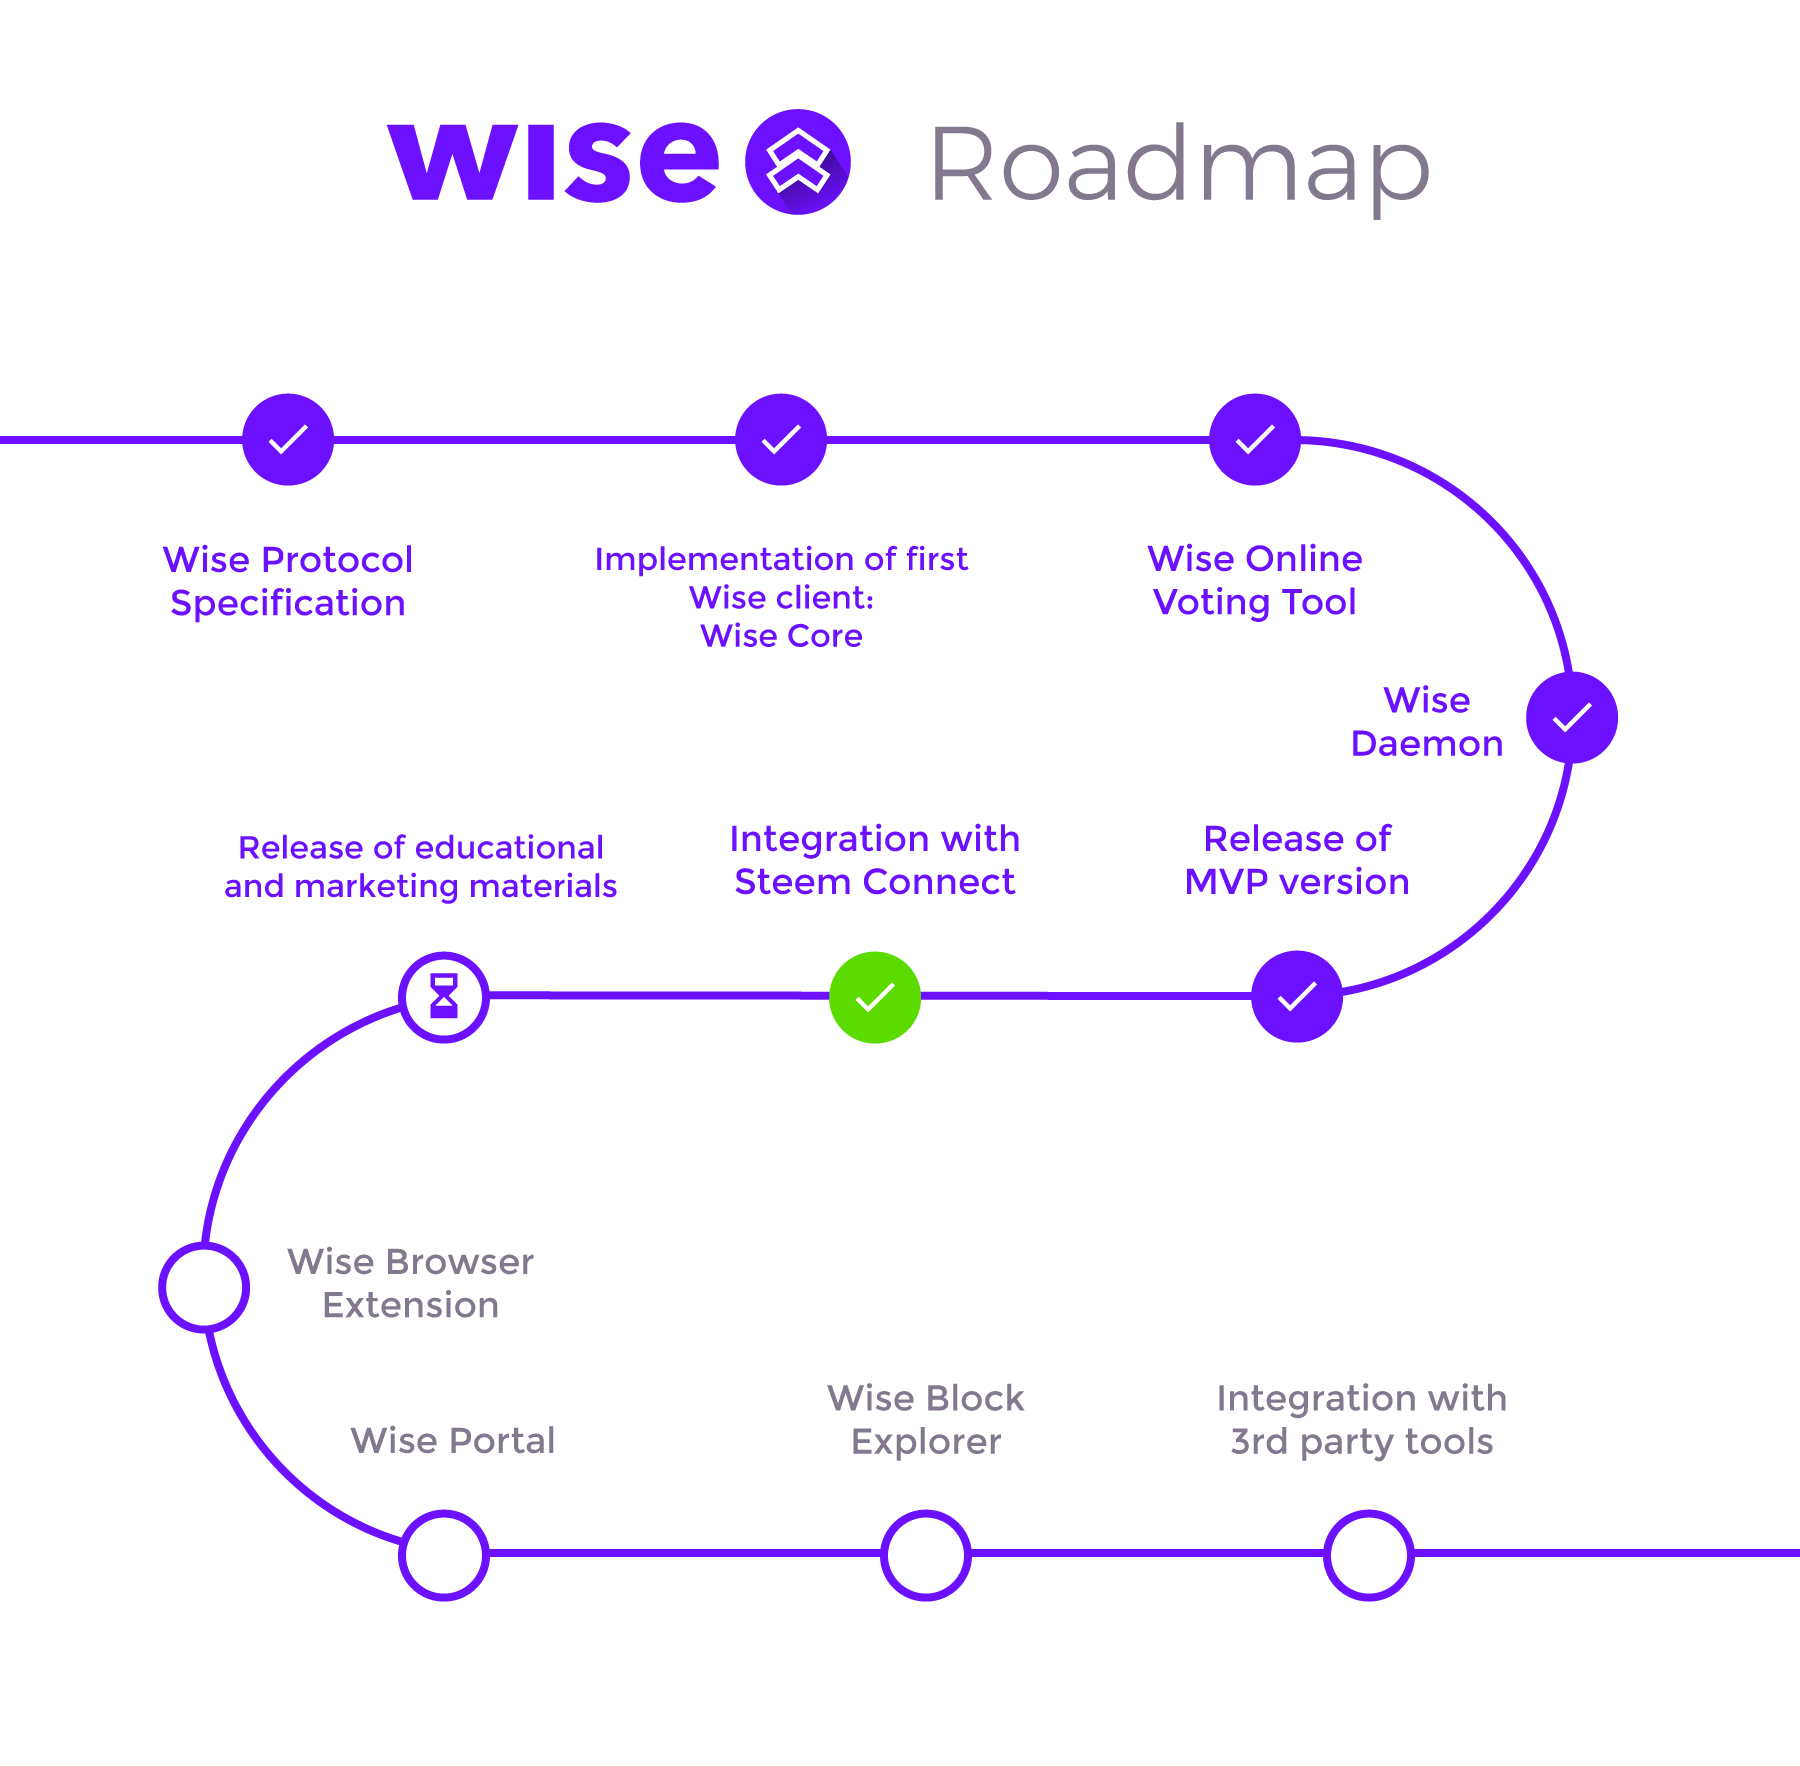 wise Roadmap
Wise Protocol
Specification
Implementation of first
Wise client:
Wise Core
Wise Online
Voting Tool
Wise
Daemon
Release of
MVP version
Integration with
Steem Connect
Release of educational
and marketing materials
Wise Browser
Extension
Wise Portal
Wise Block
Explorer
Integration with
3rd party tools